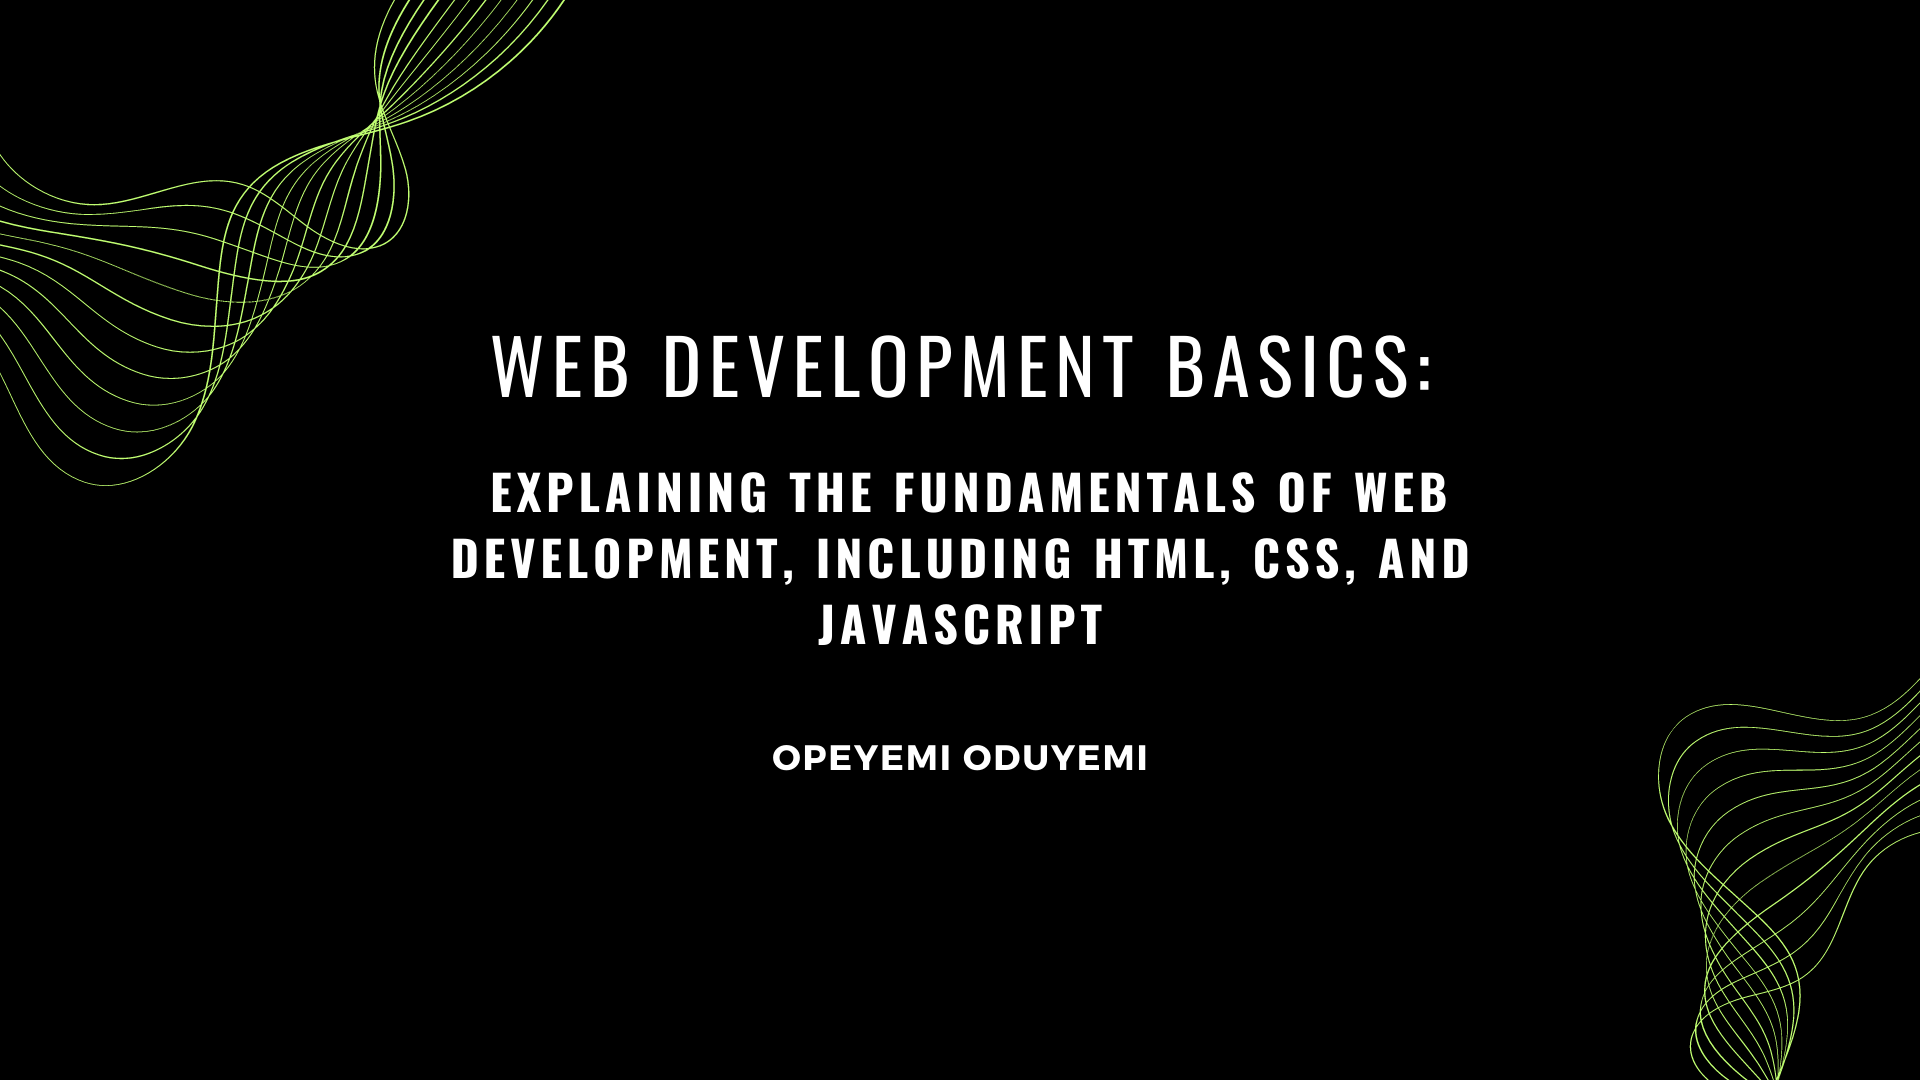 WEB DEVELOPMENT BASICS:
EXPLAINING THE FUNDAMENTALS OF WEB
DEVELOPMENT, INCLUDING HTML, CSS, AND
JAVASCRIPT
OPEYEMI ODUYEMI